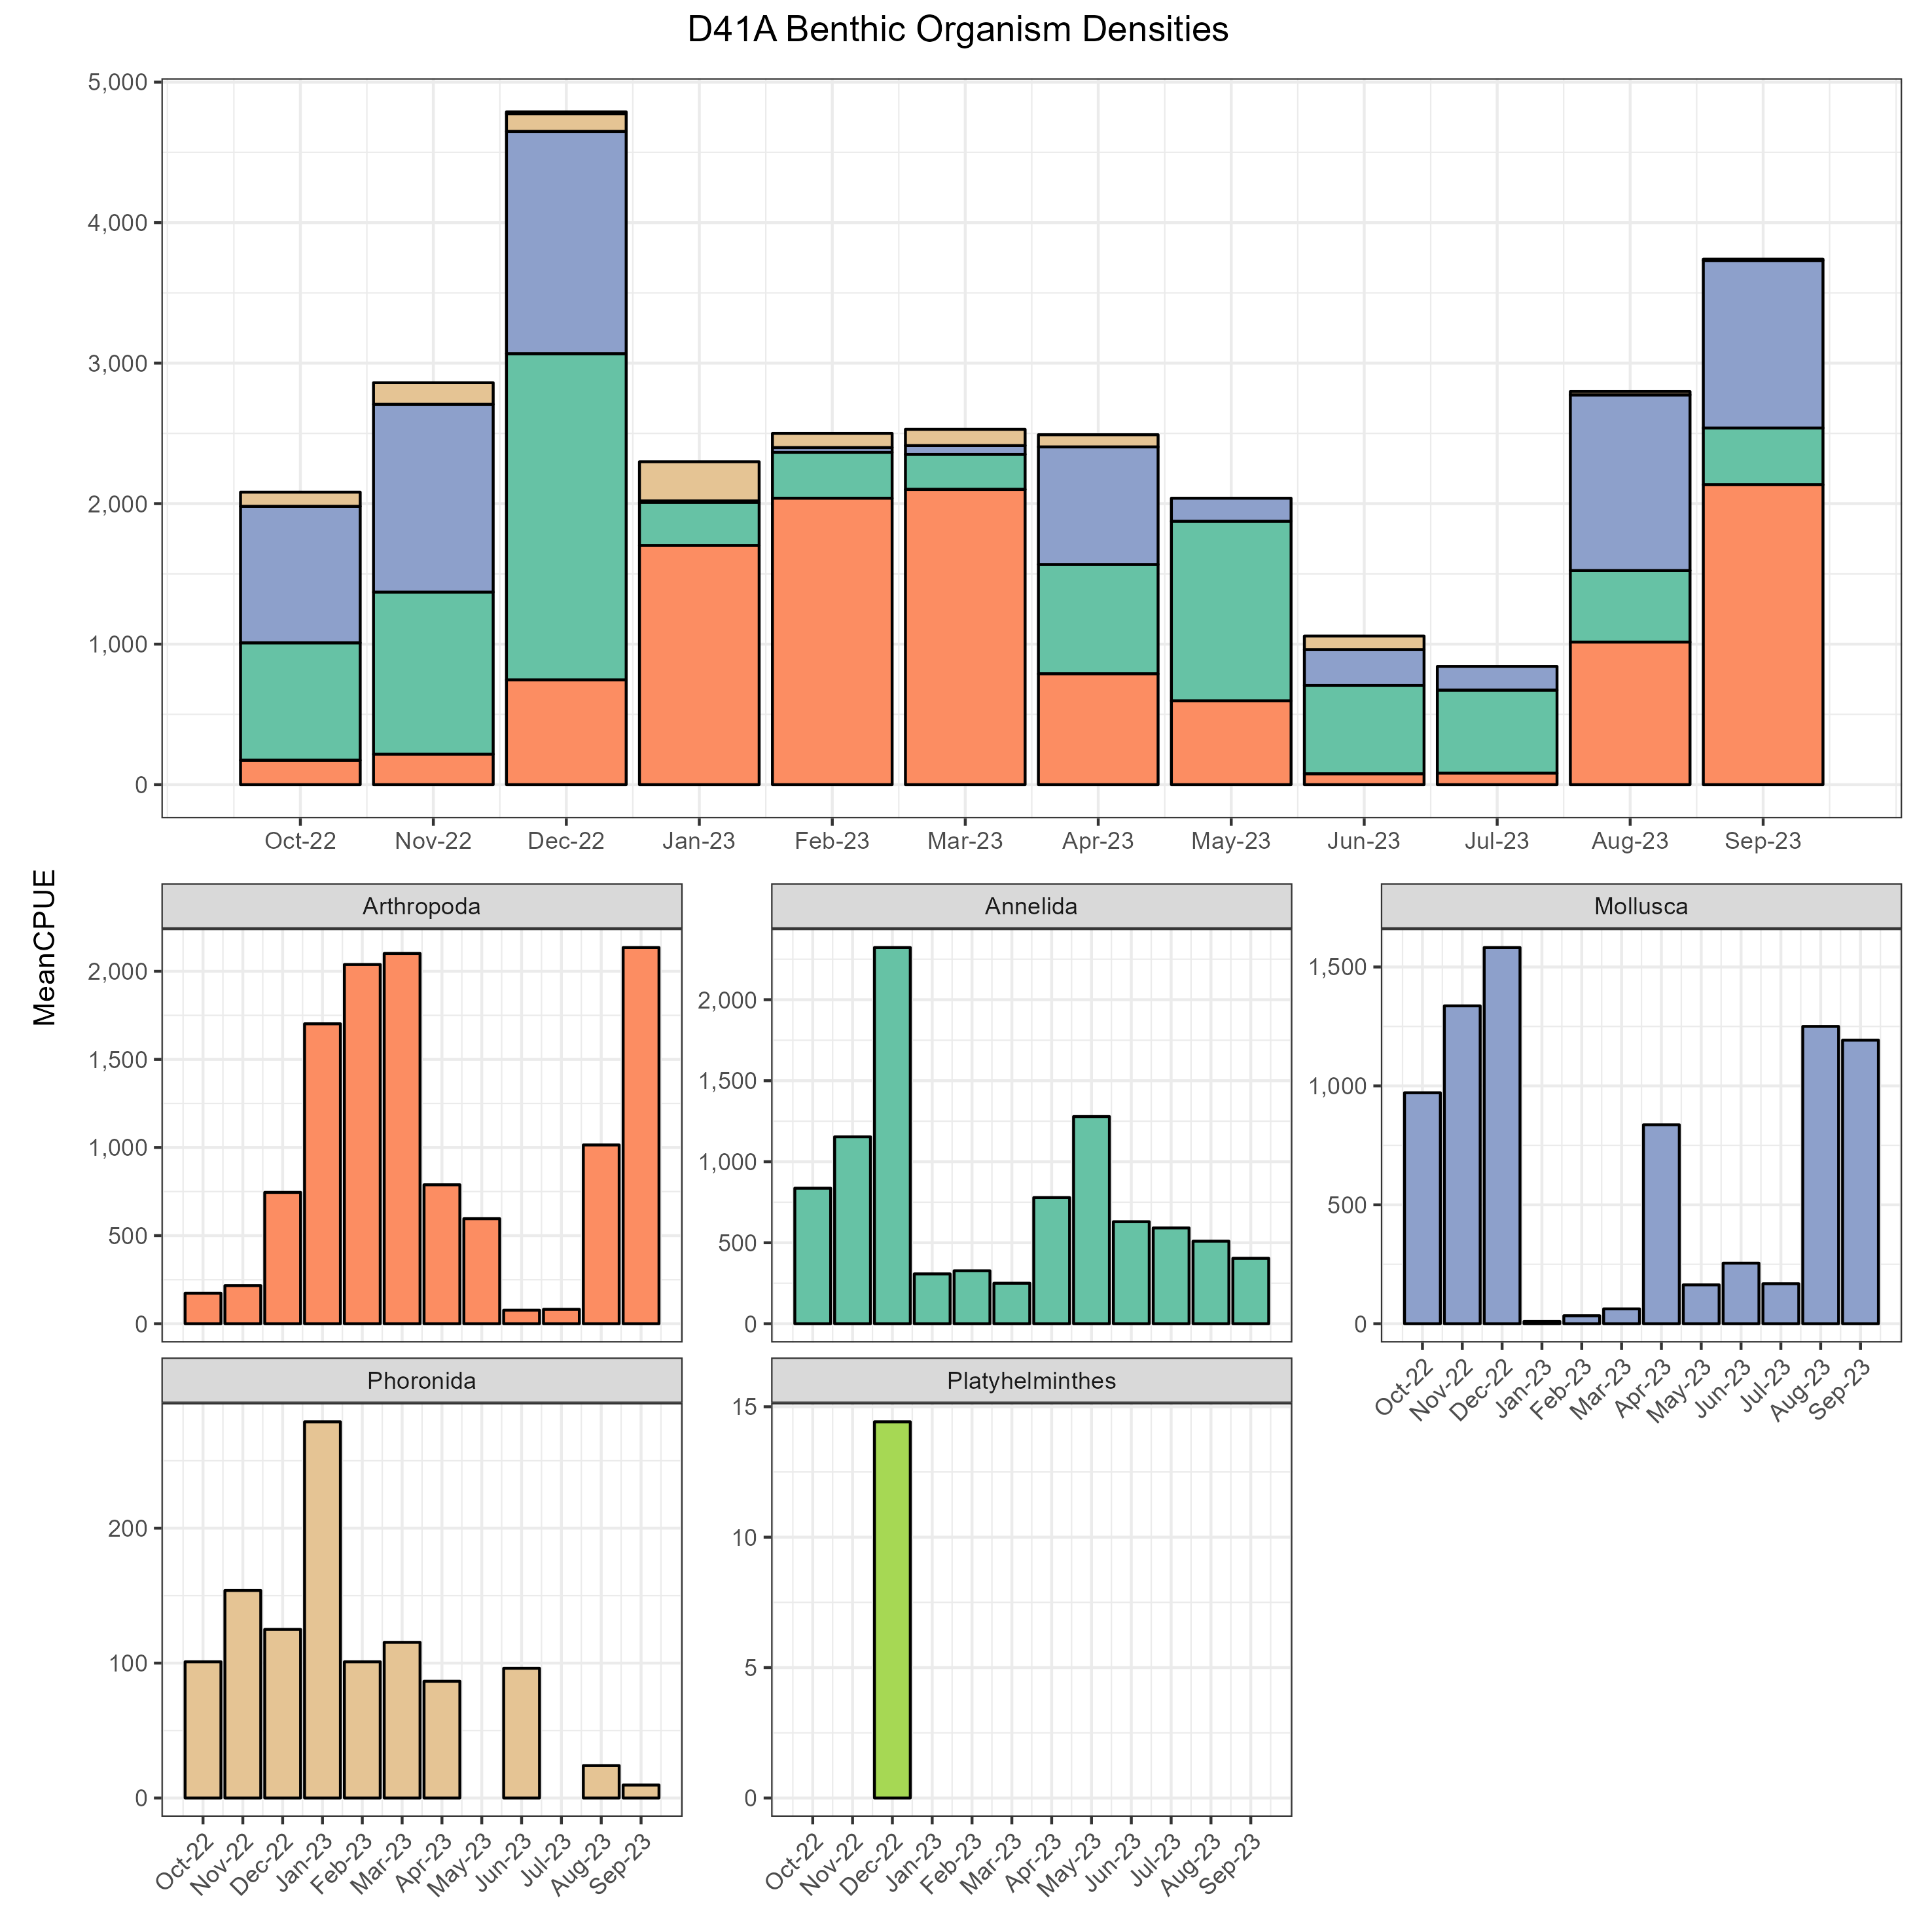 D41A Benthic Organism Densities
MeanCPUE
5,000
4,000
3,000
2,000
1,000
0
Oct-22 Nov-22 Dec-22 Jan-23 Feb-23 Mar-23 Apr-23 May-23 Jun-23 Jul-23 Aug-23 Sep-23
Arthropoda
2,000
1,500
1,000
500
0
Annelida
2,000
1,500
1,000
500
0
Mollusca
1,500
1,000
500
0
Oct-22 Nov-22 Dec-22 Jan-23 Feb-23 Mar-23 Apr-23 May-23 Jun-23 Jul-23 Aug-23 Sep-23
Phoronida
200
100
0
Oct-22 Nov-22 Dec-22 Jan-23 Feb-23 Mar-23 Apr-23 May-23 Jun-23 Jul-23 Aug-23 Sep-23
Platyhelminthes
15
10
5
0
Oct-22 Nov-22 Dec-22 Jan-23 Feb-23 Mar-23 Apr-23 May-23 Jun-23 Jul-23 Aug-23 Sep-23